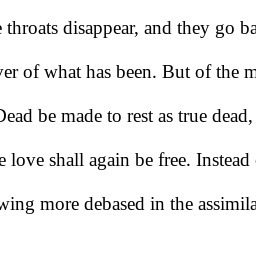 throats disappear, and they go ba
er of what has been. But of the m
Dead be made to rest as true dead,
love shall again be free. Instead
wing more debased in the assimila